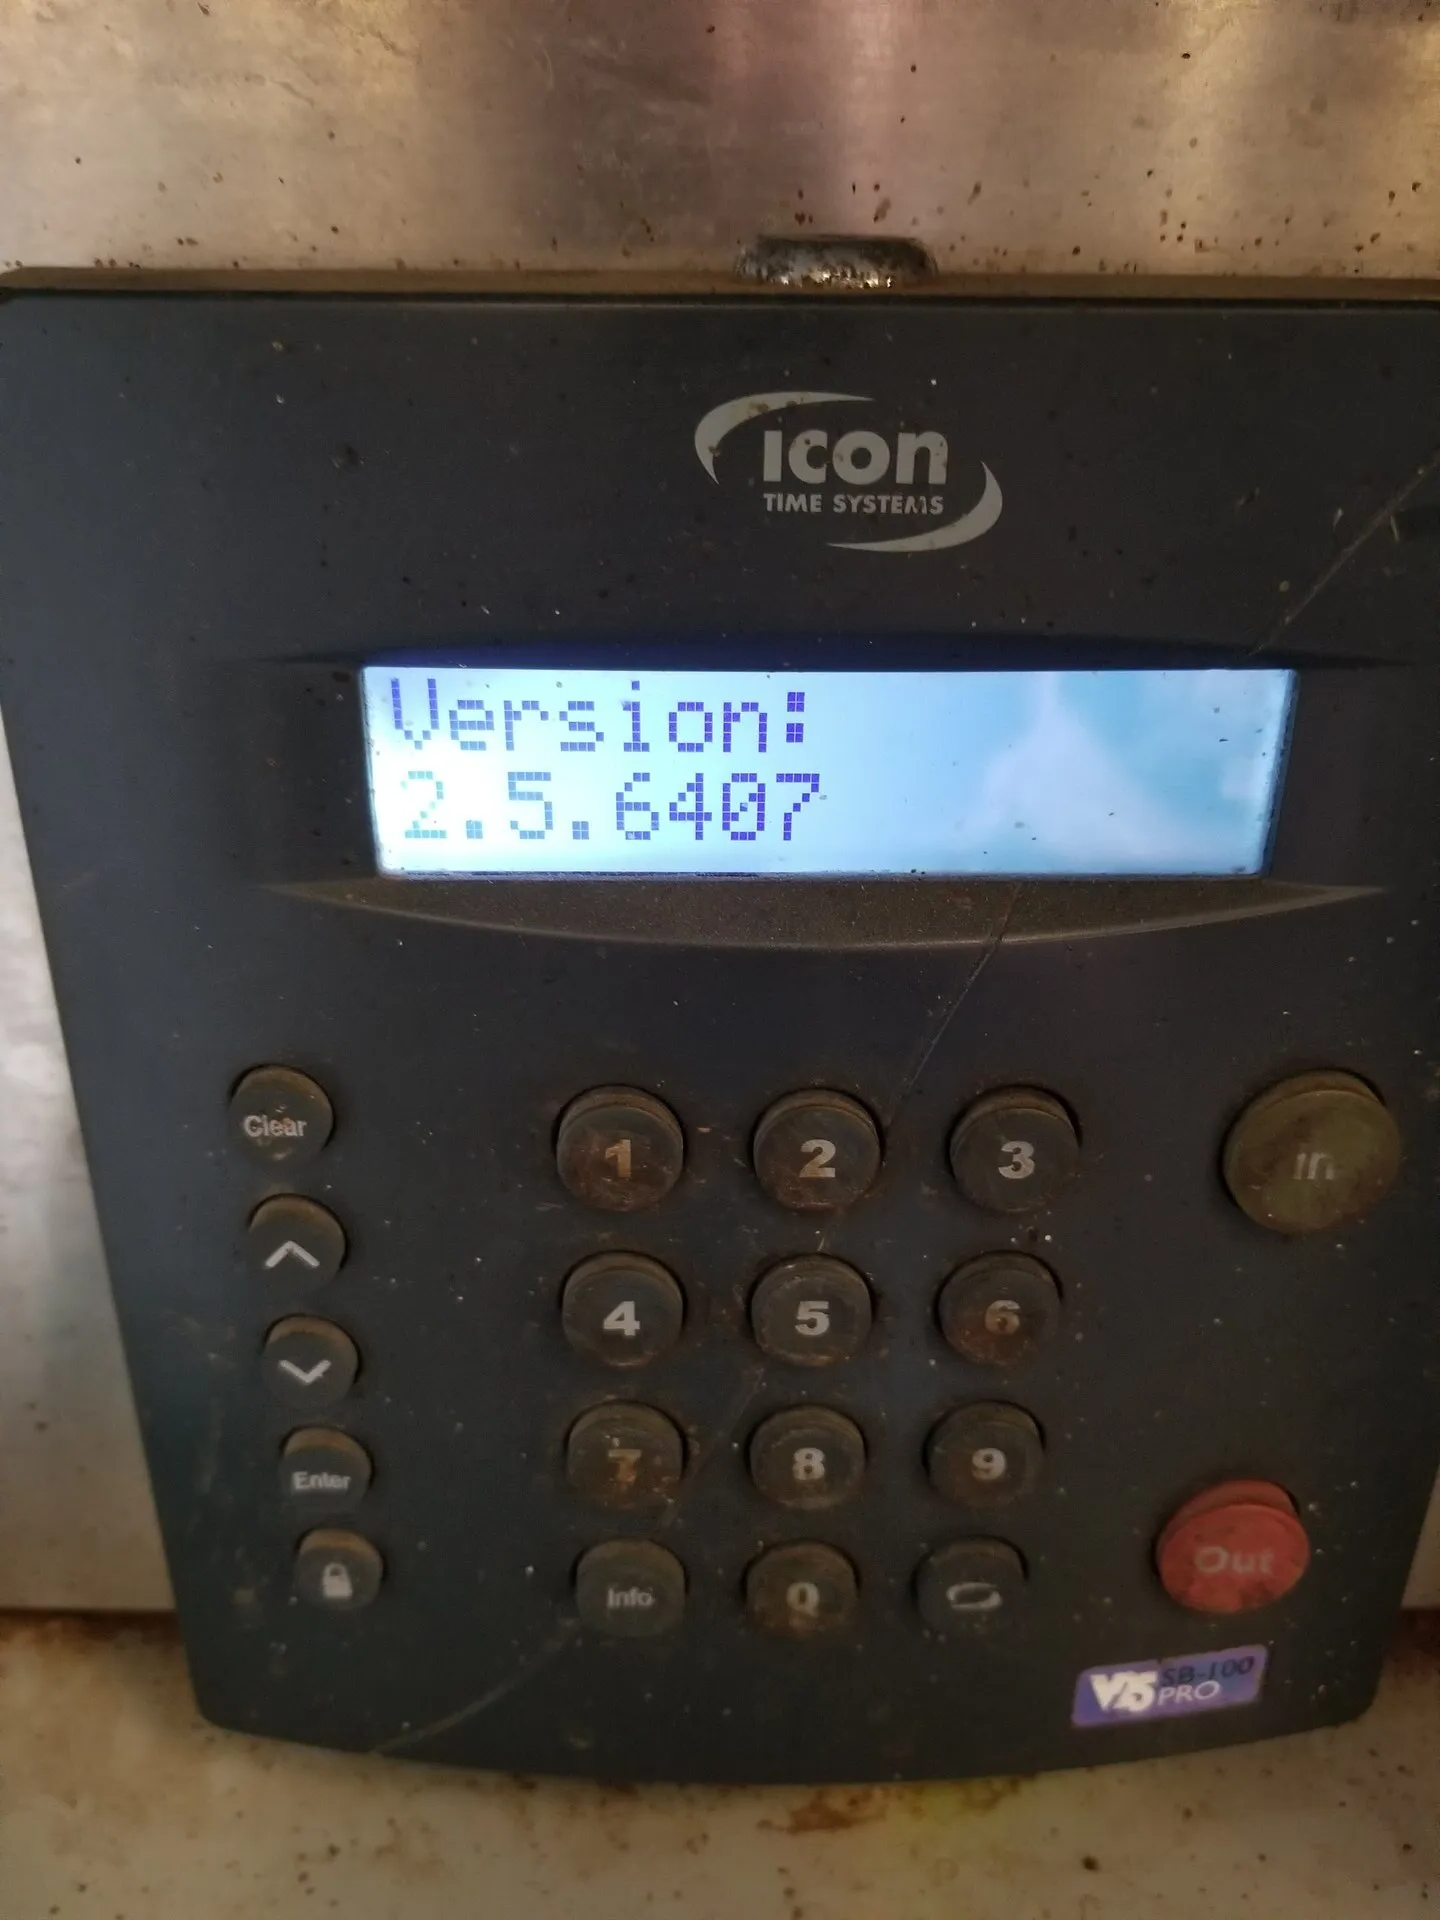 icon
TIME SYSTEMS
Version:
2.5.6407
Clear
1 2 3
In
4 5 6
Enter
7 8 9
Info 0
Out
V25 SB-100
PRO